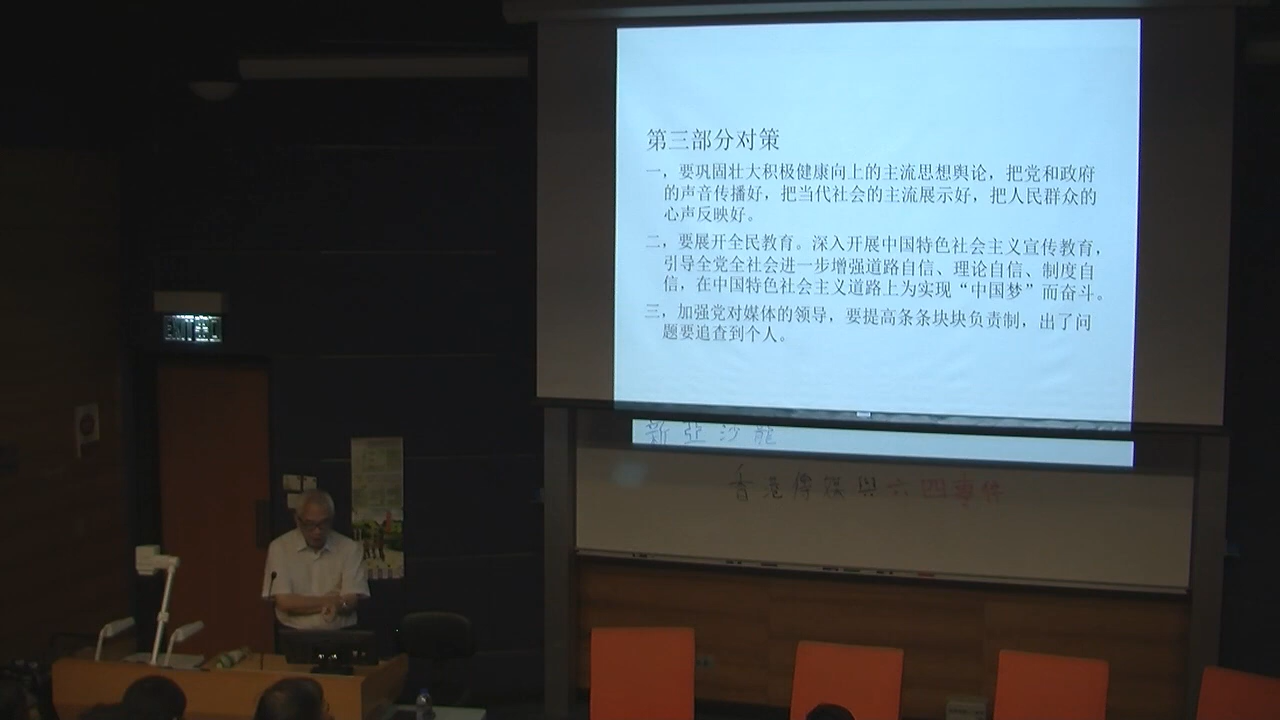 第三部分对策
一，要巩固壮大积极健康向上的主流思想舆论，把党和政府
的声音传播好，把当代社会的主流展示好，把人民群众的
心声反映好。
二，要展开全民教育。深入开展中国特色社会主义宣传教育，
引导全党全社会进一步增强道路自信、理论自信、制度自
信，在中国特色社会主义道路上为实现“中国梦”而奋斗。
三，加强党对媒体的领导，要提高条条块块负责制，出了问
题要追查到个人。
新亞沙龍
香港傳媒與六四事件
EXIT 出口